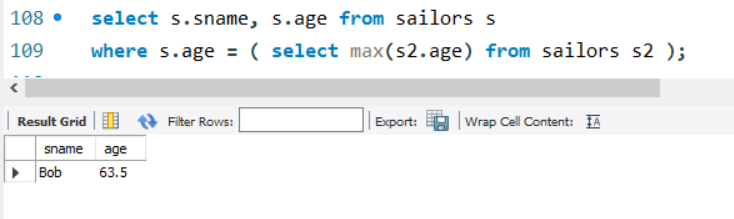 108 select s.sname, s.age from sailors s
109 where s.age = ( select max(s2.age) from sailors s2 );
Result Grid Filter Rows: Export: Wrap Cell Content: IA
sname age
Bob 63.5